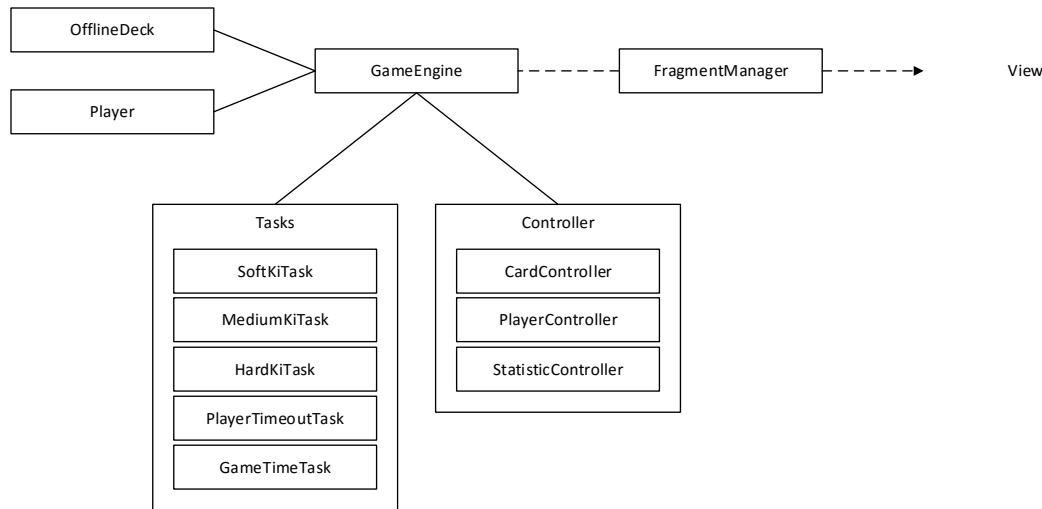 OfflineDeck
GameEngine
FragmentManager
View
Player
Tasks
SoftKiTask
MediumKiTask
HardKiTask
PlayerTimeoutTask
GameTimeTask
Controller
CardController
PlayerController
StatisticController